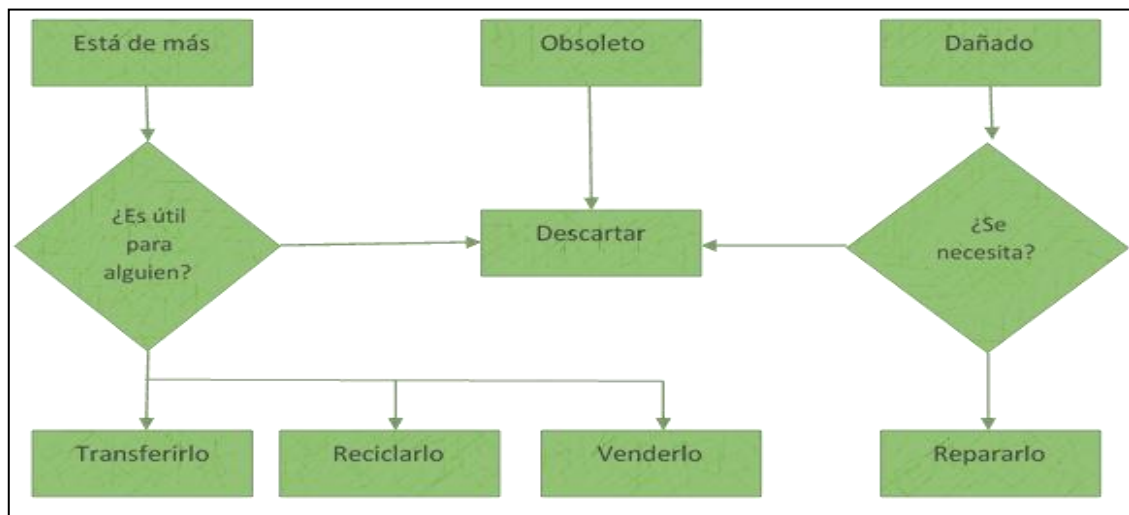 Está de más
Obsoleto
Dañado
¿Es útil
para
alguien?
Descartar
¿Se
necesita?
Transferirlo
Reciclarlo
Venderlo
Repararlo